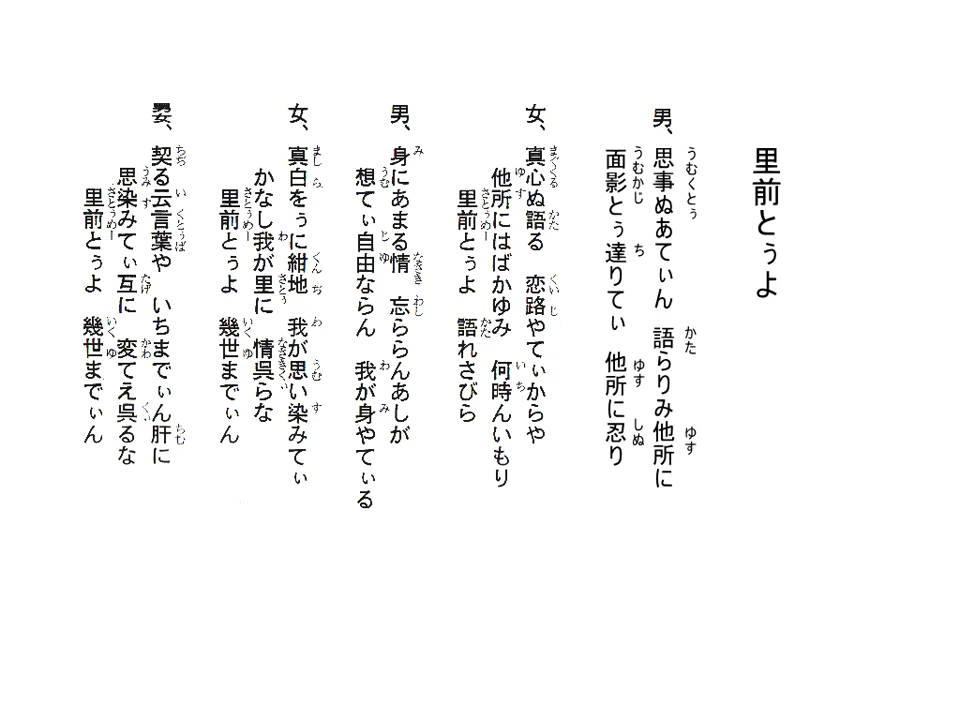 里前とぅよ
男、思事ぬあてぃん 語らりみ他所に
面影とぅ達りてぃ 他所に忍り
女、真心ぬ語る 恋路やてぃからや
他所にはばかゆみ 何時んいもり
里前とぅよ 語れさびら
男、身にあまる情 忘ららんあしが
想てぃ自由ならん 我が身やてぃる
女、真白をぅに紺地 我が思い染みてぃ
かなし我が里に 情呉らな
里前とぅよ 幾世までぃん
契る云言葉や いちまでぃん肝に
思染みてぃ互に 変てえ呉るな
里前とぅよ 幾世までぃん